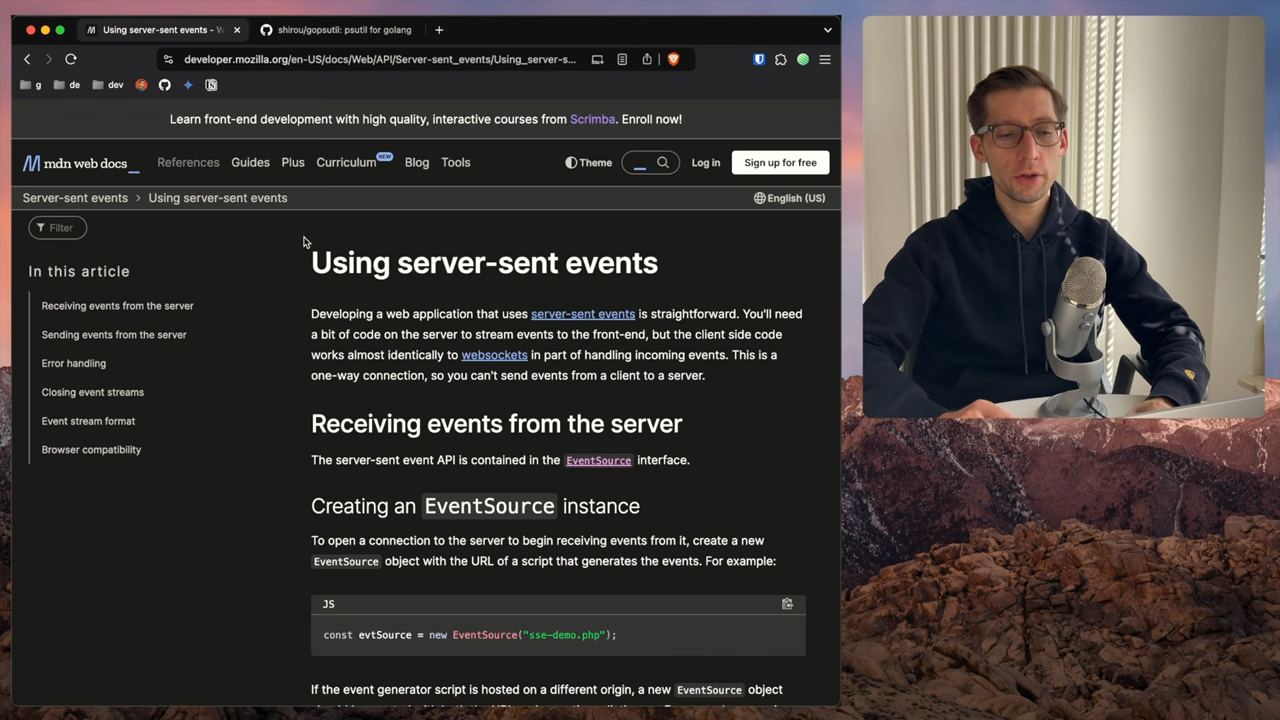 Using server-sent events - W
shirou/gopsutil: psutil for golang
developer.mozilla.org/en-US/docs/Web/API/Server-sent_events/Using_server-s...
g
de
dev
Learn front-end development with high quality, interactive courses from Scrimba. Enroll now!
mdn web docs_
References
Guides
Plus
Curriculum NEW
Blog
Tools
Theme
Log in
Sign up for free
Server-sent events > Using server-sent events
English (US)
Filter
In this article
Receiving events from the server
Sending events from the server
Error handling
Closing event streams
Event stream format
Browser compatibility
Using server-sent events
Developing a web application that uses server-sent events is straightforward. You'll need
a bit of code on the server to stream events to the front-end, but the client side code
works almost identically to websockets in part of handling incoming events. This is a
one-way connection, so you can't send events from a client to a server.
Receiving events from the server
The server-sent event API is contained in the EventSource interface.
Creating an EventSource instance
To open a connection to the server to begin receiving events from it, create a new
EventSource object with the URL of a script that generates the events. For example:
JS
const evtSource = new EventSource("sse-demo.php");
If the event generator script is hosted on a different origin, a new EventSource object